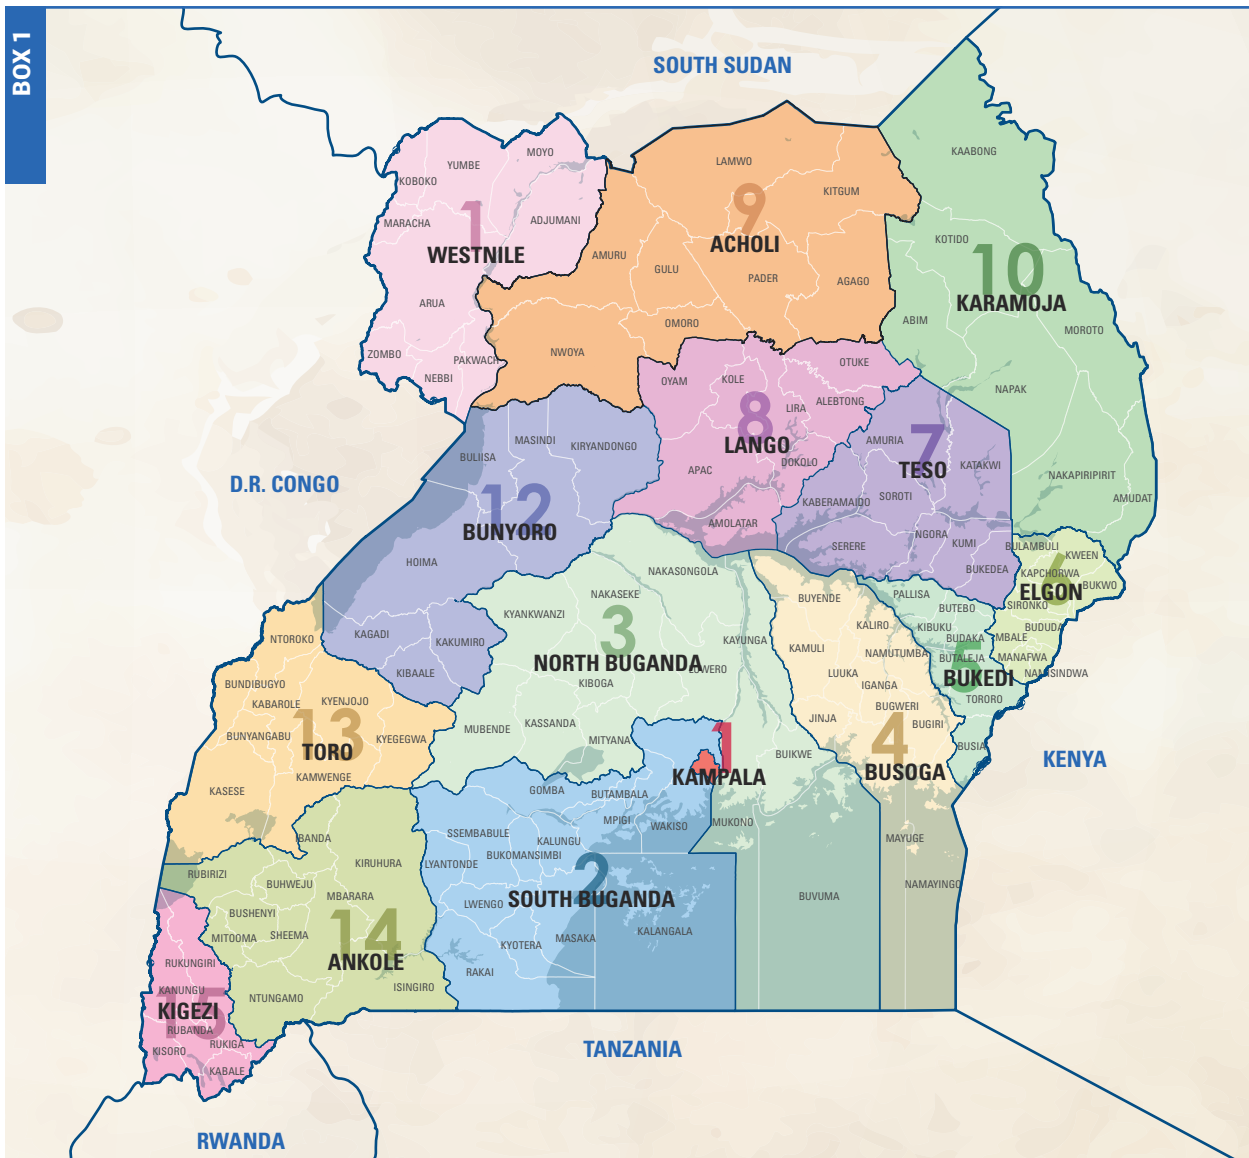 BOX 1
SOUTH SUDAN
MOYO
YUMBE
KOBOKO
KAABONG
LAMWO
KITGUM
MARACHA
ADJUMANI
1
WESTNILE
9
ACHOLI
KOTIDO
AMURU
GULU
PADER
AGAGO
10
KARAMOJA
ARUA
OMORO
ABIM
MOROTO
ZOMBO
PAKWACH
NEBBI
NWOYA
OTUKE
OYAM
KOLE
NAPAK
LIRA
ALEBTONG
8
LANGO
7
TESO
AMURIA
MASINDI
KIRYANDONGO
BULIISA
DOKOLO
KATAKWI
APAC
NAKAPIRIPIRIT
D.R. CONGO
12
BUNYORO
KABERAMAIDO
SOROTI
AMUDAT
AMOLATAR
NGORA
KUMI
SERERE
BULAMBULI
KWEEN
HOIMA
BUKEDEA
KAPCHORWA
BUKWO
6
ELGON
NAKASONGOLA
NAKASEKE
PALLISA
BUYENDE
BUTEBO
SIRONKO
KYANKWANZI
3
NORTH BUGANDA
KALIRO
KIBUKU
BUDUDA
NTOROKO
KAGADI
KAKUMIRO
KAYUNGA
BUDAKA
MBALE
KAMULI
NAMUTUMBA
BUTALEJA
MANAFWA
LUWERO
KIBAALE
LUUKA
5
BUKEDI
NAMISINDWA
BUNDIBUGYO
KIBOGA
IGANGA
KABAROLE
KYENJOJO
TORORO
BUGWERI
JINJA
KASSANDA
BUGIRI
MUBENDE
BUNYANGABU
KYEGEGWA
MITYANA
13
TORO
BUIKWE
BUSIA
4
BUSOGA
KENYA
1
KAMPALA
KAMWENGE
KASESE
GOMBA
BUTAMBALA
MPIGI
WAKISO
MUKONO
IBANDA
SSEMBABULE
KALUNGU
MAYUGE
KIRUHURA
BUKOMANSIMBI
LYANTONDE
RUBIRIZI
BUHWEJU
NAMAYINGO
MBARARA
BUVUMA
2
SOUTH BUGANDA
LWENGO
BUSHENYI
KALANGALA
MITOOMA
SHEEMA
KYOTERA
MASAKA
14
ANKOLE
RUKUNGIRI
RAKAI
KANUNGU
ISINGIRO
NTUNGAMO
15
KIGEZI
RUBANDA
RUKIGA
KISORO
TANZANIA
KABALE
RWANDA